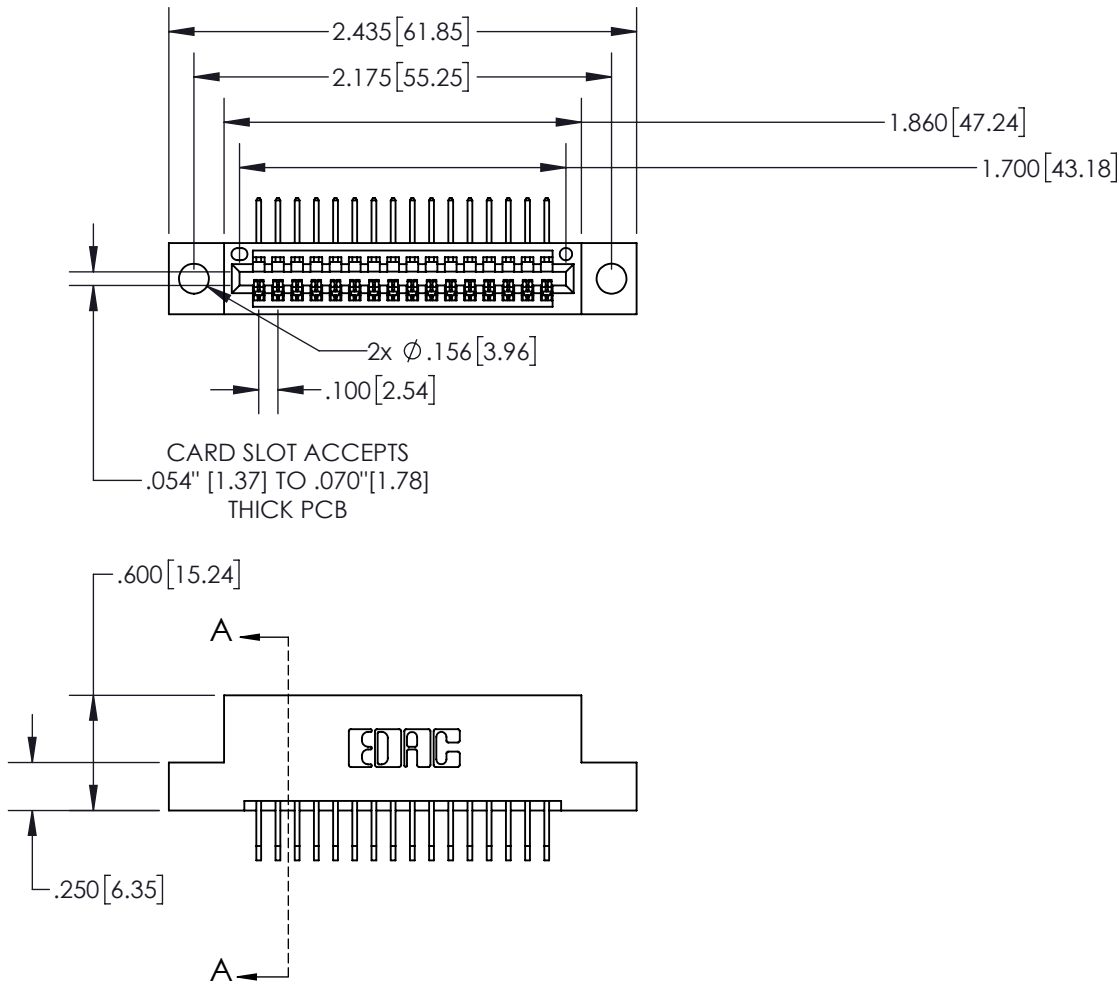 2.435[61.85]
2.175[55.25]
1.860[47.24]
1.700[43.18]
2x Ø.156[3.96]
.100[2.54]
CARD SLOT ACCEPTS
.054" [1.37] TO .070"[1.78]
THICK PCB
.600[15.24]
A
EDAC
.250[6.35]
A